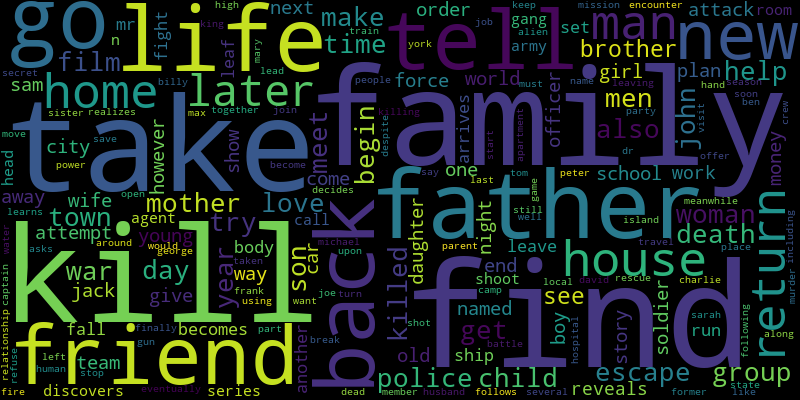 go
life
tell
man
new
mr
n
fight
film
leaf
mary
king
high
next
make
time
train
york
order
gang
army
alien
job
keep
set
mission
encounter
attack
room
secret
sam
home
later
lead
billy
show
brother
girl
plan
help
people
force
world
officer
must
name
leaving
men
hand
season
soon
ben
crew
take
family
sister
realizes
max
together
join
killing
meet
begin
despite
arrives
start
apartment
party
also
john
visit
money
move
save
city
however
power
become
come
say
one
dr
school
work
offer
head
away
wife
mother
love
open
decides
father
last
tom
peter
game
still
well
island
meanwhile
woman
learns
town
attempt
agent
try
call
daughter
night
death
return
water
asks
around
young
would
george
body
year
son
car
michael
upon
back
killed
parent
leave
house
travel
place
murder
including
kill
war
day
way
taken
frank
using
want
joe
turn
end
shoot
camp
find
see
local
david
rescue
charlie
captain
relationship
jack
give
named
boy
story
soldier
sarah
run
following
along
fall
becomes
part
another
break
shot
get
battle
hospital
friend
finally
gun
old
ship
refuse
left
human
stop
team
police
child
escape
group
state
fire
discovers
eventually
series
dead
member
husband
follows
several
reveals
former
like